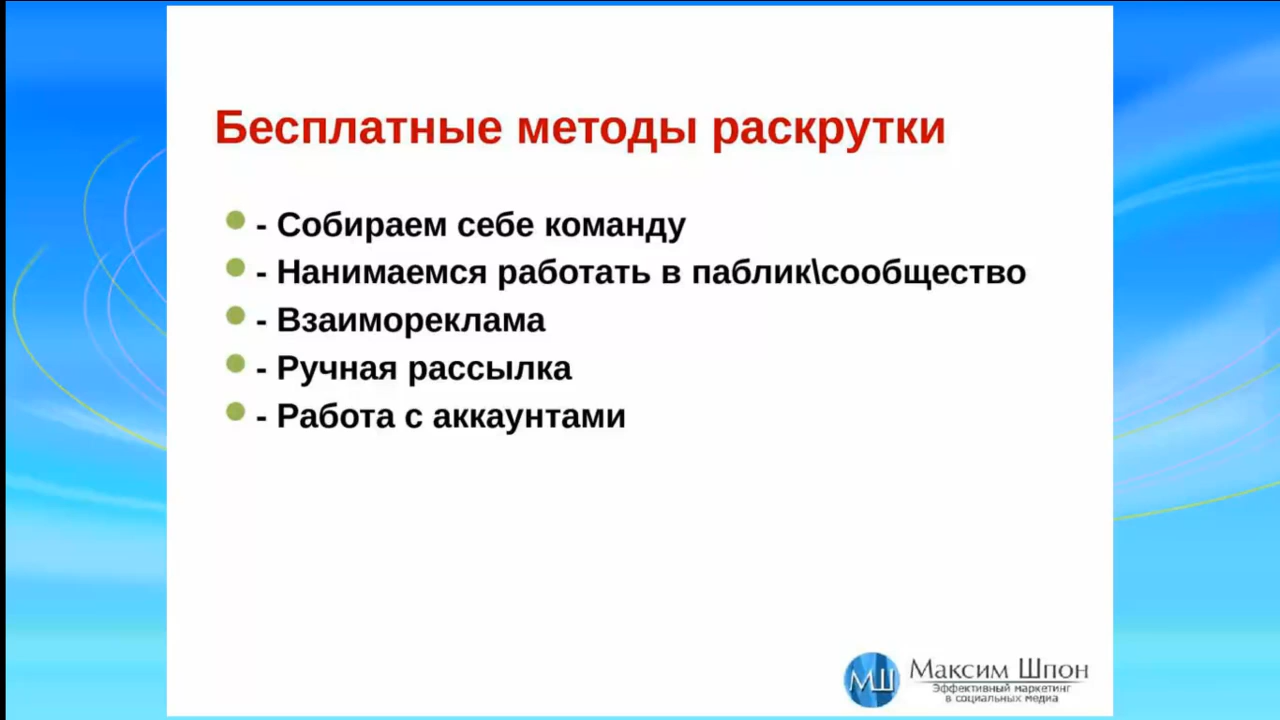 Бесплатные методы раскрутки
- Собираем себе команду
- Нанимаемся работать в паблик\сообщество
- Взаимореклама
- Ручная рассылка
- Работа с аккаунтами
МШ
Максим Шпон
Эффективный маркетинг
в социальных медиа